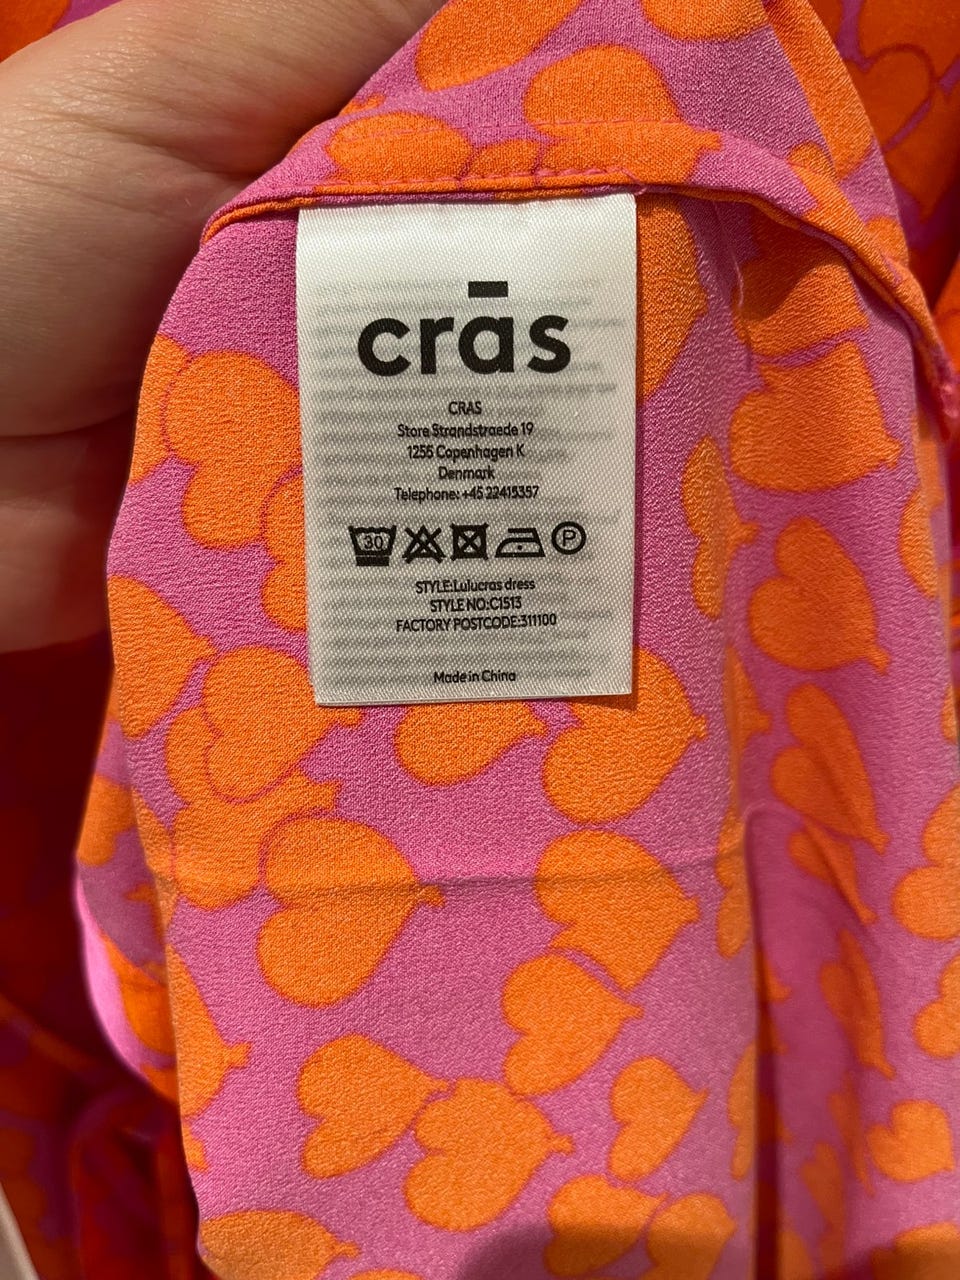 crās
CRAS
Store Strandstraede 19
1255 Copenhagen K
Denmark
Telephone: +45 22415357
30 P
STYLE:Lulucras dress
STYLE NO:C1513
FACTORY POSTCODE:311100
Made in China